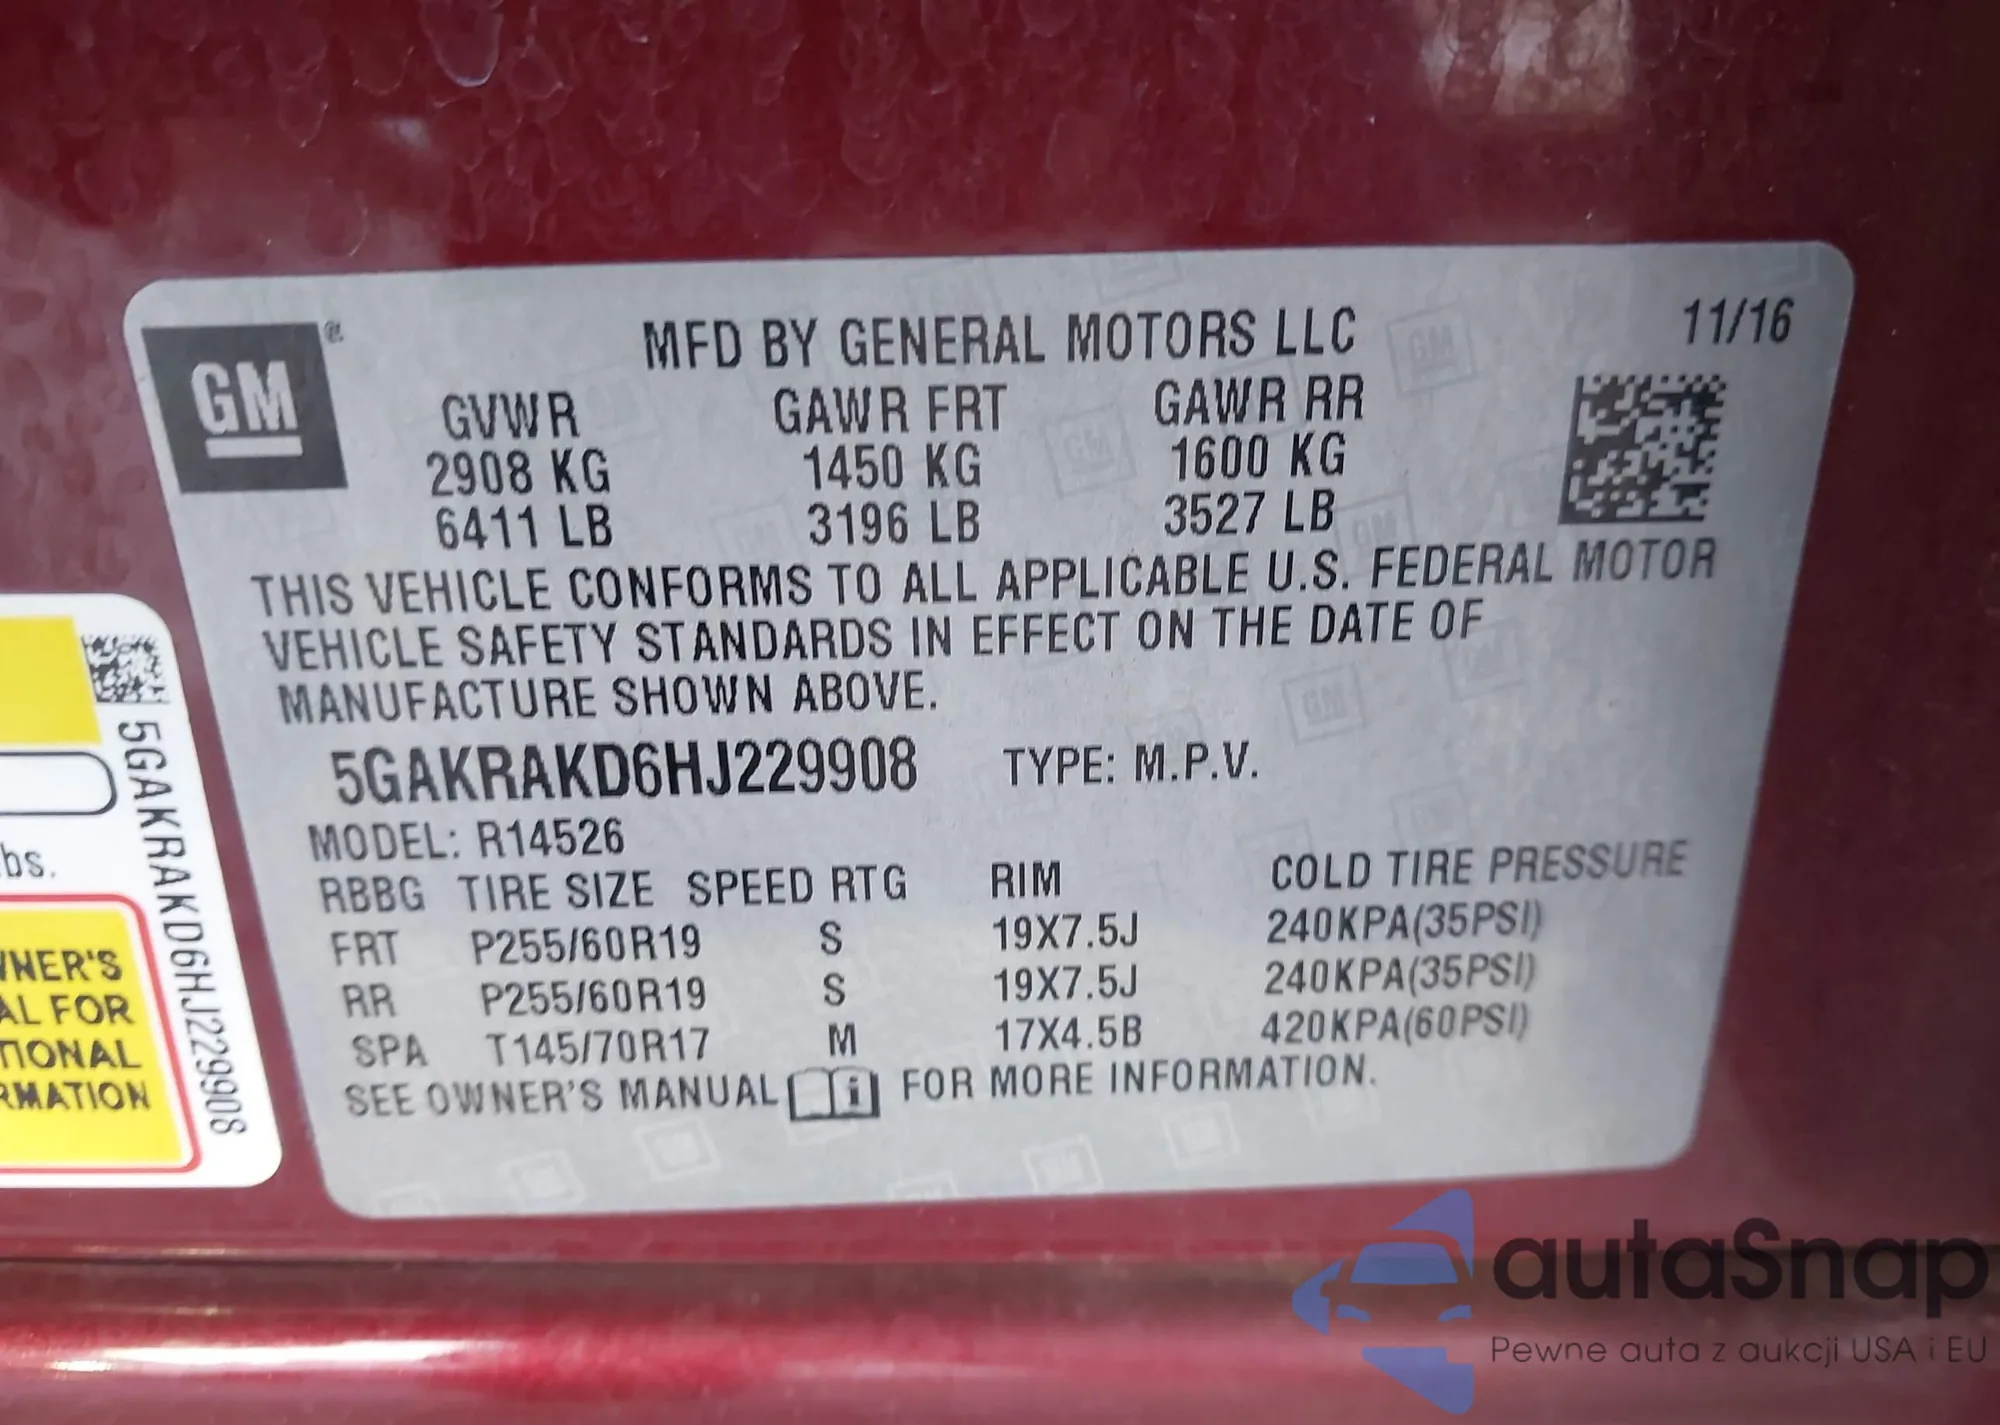 GM
®
MFD BY GENERAL MOTORS LLC
11/16
GVWR GAWR FRT GAWR RR
2908 KG 1450 KG 1600 KG
6411 LB 3196 LB 3527 LB
THIS VEHICLE CONFORMS TO ALL APPLICABLE U.S. FEDERAL MOTOR
VEHICLE SAFETY STANDARDS IN EFFECT ON THE DATE OF
MANUFACTURE SHOWN ABOVE.
5GAKRAKD6HJ229908 TYPE: M.P.V.
MODEL: R14526
RBBG TIRE SIZE SPEED RTG RIM COLD TIRE PRESSURE
FRT P255/60R19 S 19X7.5J 240KPA(35PSI)
RR P255/60R19 S 19X7.5J 240KPA(35PSI)
SPA T145/70R17 M 17X4.5B 420KPA(60PSI)
SEE OWNER'S MANUAL i FOR MORE INFORMATION.
5GAKRAKD6HJ229908
bs.
WNER'S
AL FOR
TIONAL
RMATION
autaSnap
Pewne auta z aukcji USA i EU